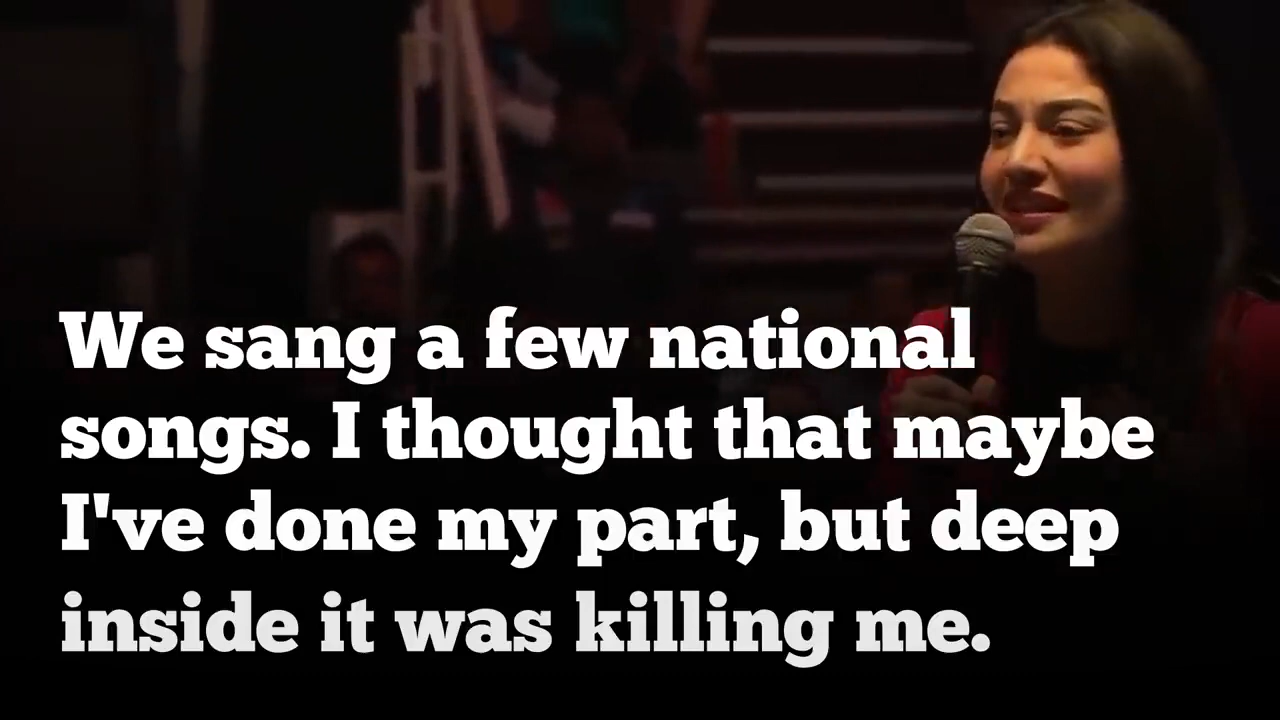 We sang a few national
songs. I thought that maybe
I've done my part, but deep
inside it was killing me.